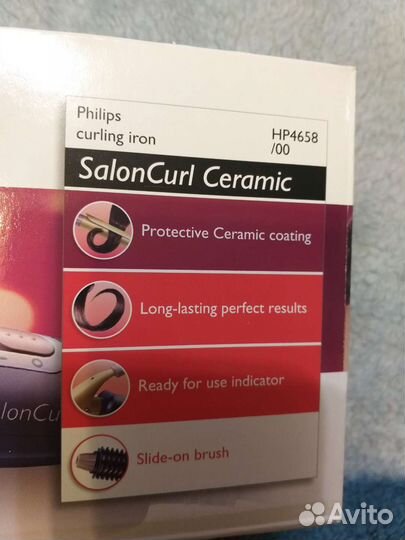 Philips
curling iron
HP4658
/00
SalonCurl Ceramic
Protective Ceramic coating
Long-lasting perfect results
Ready for use indicator
Slide-on brush
lonCu
Avito